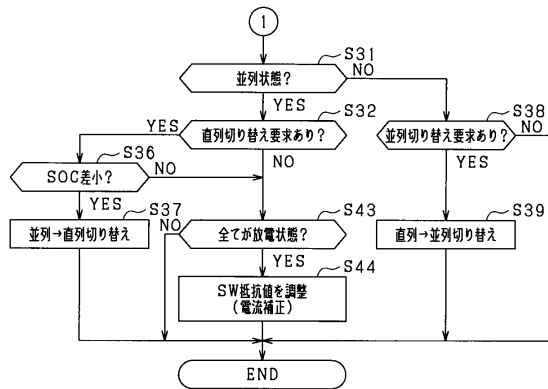 1
S31
並列状態?
NO
YES
S32
S38
YES
直列切り替え要求あり?
並列切り替え要求あり?
NO
S36
NO
YES
SOC差小?
NO
YES
S37
S43
S39
並列→直列切り替え
NO
全てが放電状態?
直列→並列切り替え
YES
S44
SW抵抗値を調整
(電流補正)
END